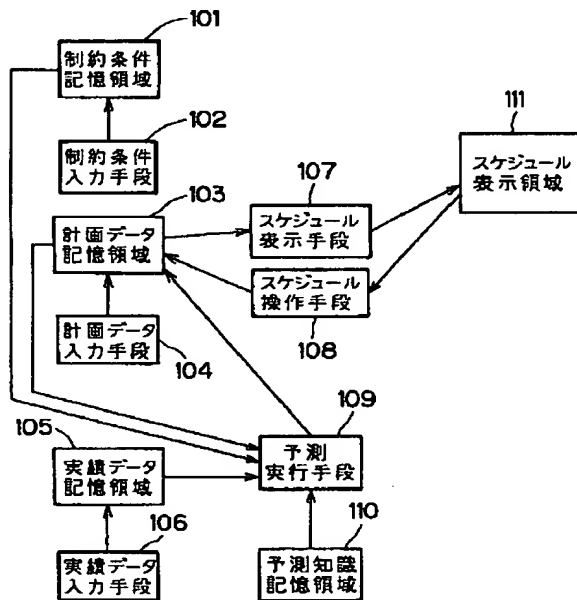 101
制約条件
記憶領域
102
制約条件
入力手段
103
計画データ
記憶領域
計画データ
入力手段
104
105
実績データ
記憶領域
106
実績データ
入力手段
107
スケジュール
表示手段
スケジュール
操作手段
108
109
予測
実行手段
110
予測知識
記憶領域
111
スケジュール
表示領域